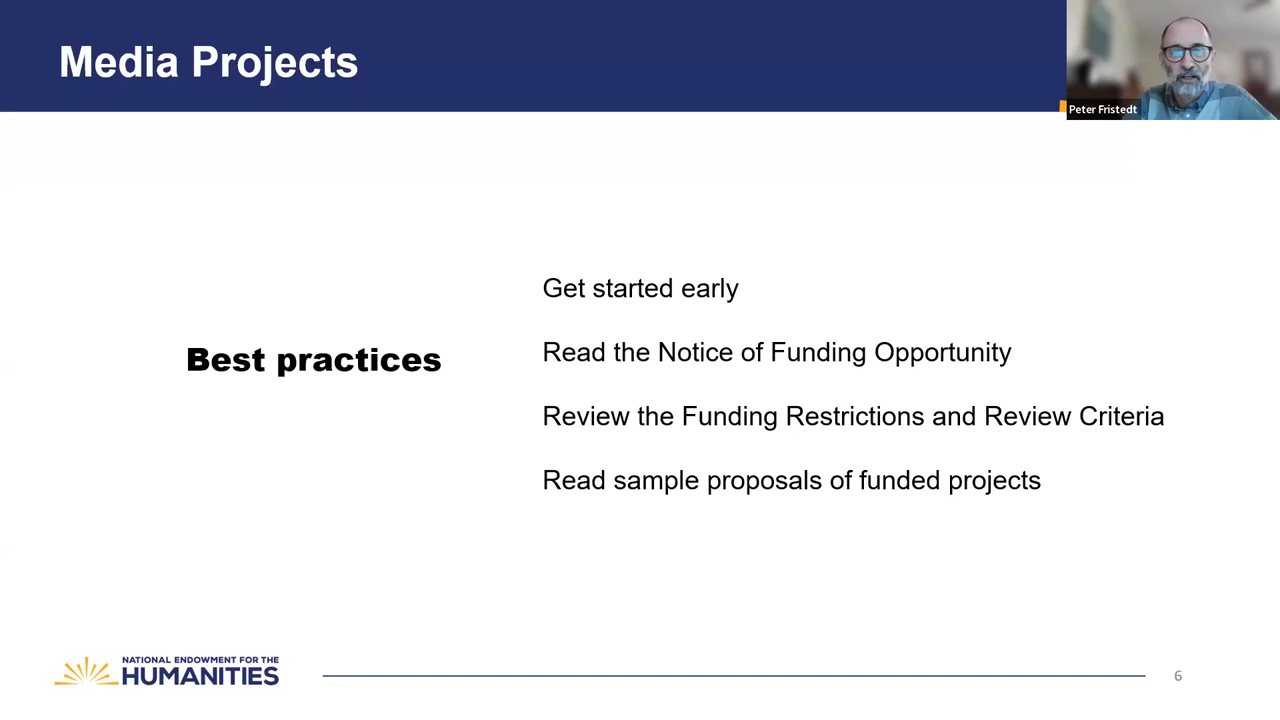 Media Projects
Peter Fristedt
Best practices
Get started early
Read the Notice of Funding Opportunity
Review the Funding Restrictions and Review Criteria
Read sample proposals of funded projects
NATIONAL ENDOWMENT FOR THE
HUMANITIES
6